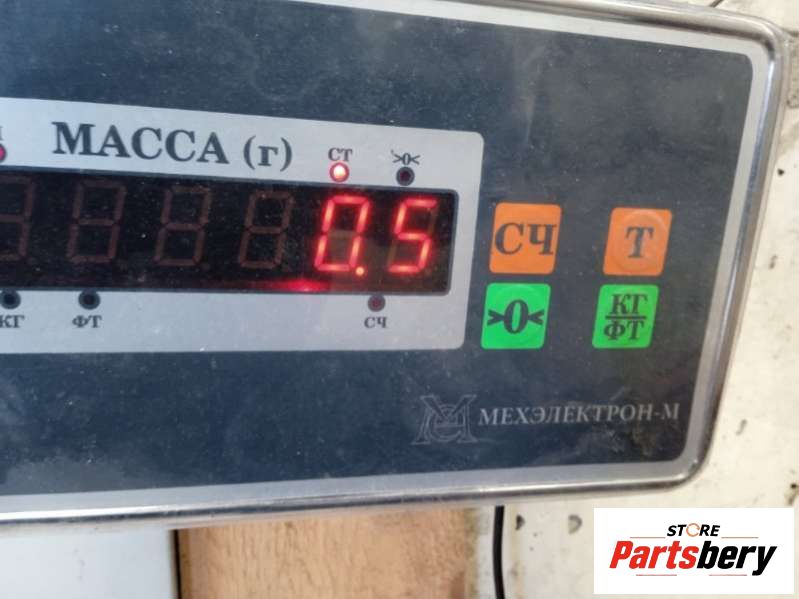 МАССА (г)
СТ
>0<
0.5
КГ
ФТ
СЧ
СЧ
Т
>0<
КГ
ФТ
МЕХЭЛЕКТРОН-М
STORE
Partsbery